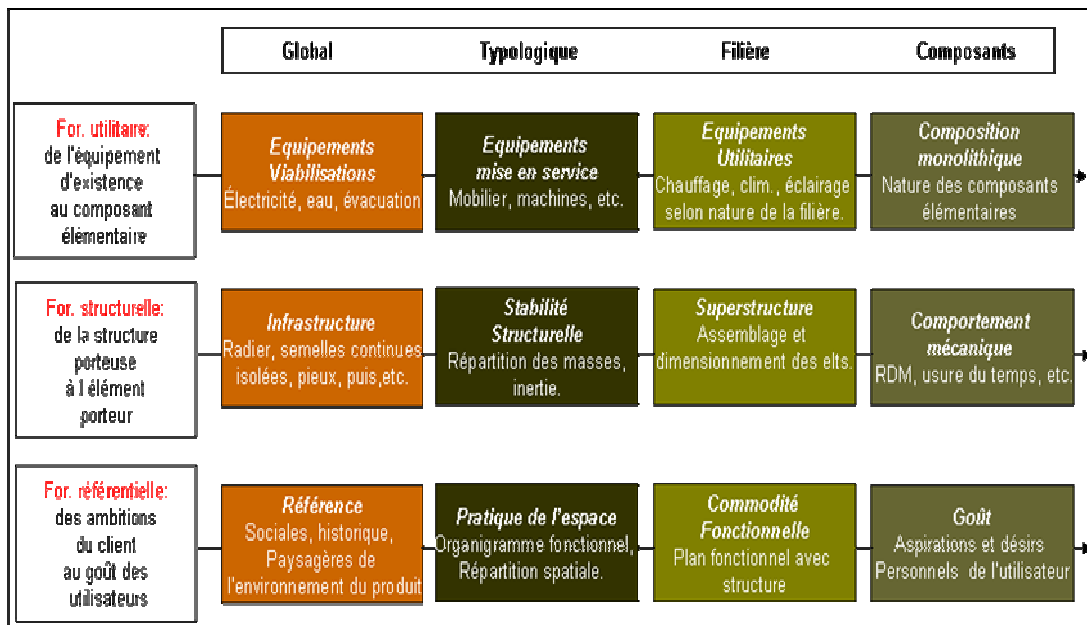 Global Typologique Filière Composants
For. utilitaire:
de l'équipement
d'existence
au composant
élémentaire
Equipements
Viabilisations
Électricité, eau, évacuation
Equipements
mise en service
Mobilier, machines, etc.
Equipements
Utilitaires
Chauffage, clim., éclairage
selon nature de la filière.
Composition
monolithique
Nature des composants
élémentaires
For. structurelle:
de la structure
porteuse
à l élément
porteur
Infrastructure
Radier, semelles continues
isolées, pieux, puis,etc.
Stabilité
Structurelle
Répartition des masses,
inertie.
Superstructure
Assemblage et
dimensionnement des elts.
Comportement
mécanique
RDM, usure du temps, etc.
For. référentielle:
des ambitions
du client
au goût des
utilisateurs
Référence
Sociales, historique,
Paysagères de
l'environnement du produit
Pratique de l'espace
Organigramme fonctionnel,
Répartition spatiale.
Commodité
Fonctionnelle
Plan fonctionnel avec
structure
Goût
Aspirations et désirs
Personnels de l'utilisateur